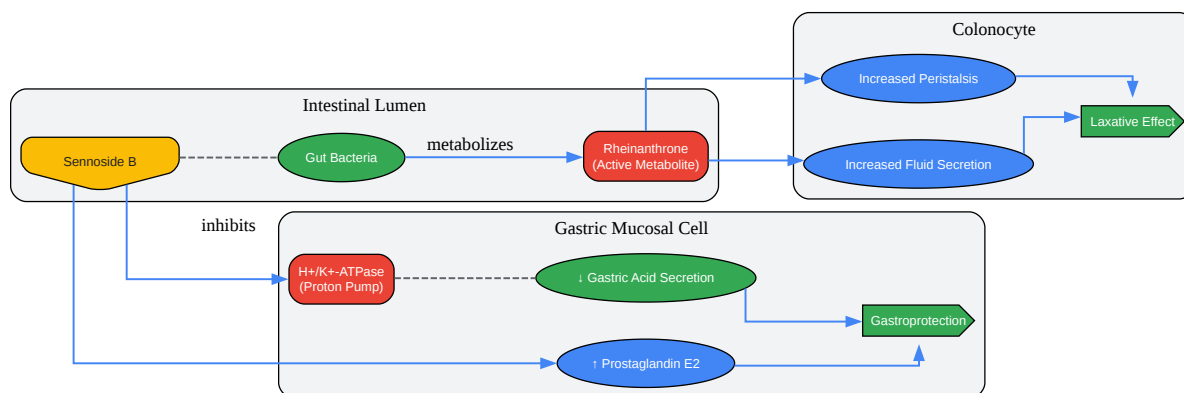 Colonocyte
Increased Peristalsis
Intestinal Lumen
Laxative Effect
metabolizes
Sennoside B
Gut Bacteria
Rheinanthrone
(Active Metabolite)
Increased Fluid Secretion
inhibits
Gastric Mucosal Cell
H+/K+-ATPase
(Proton Pump)
↓ Gastric Acid Secretion
Gastroprotection
↑ Prostaglandin E2